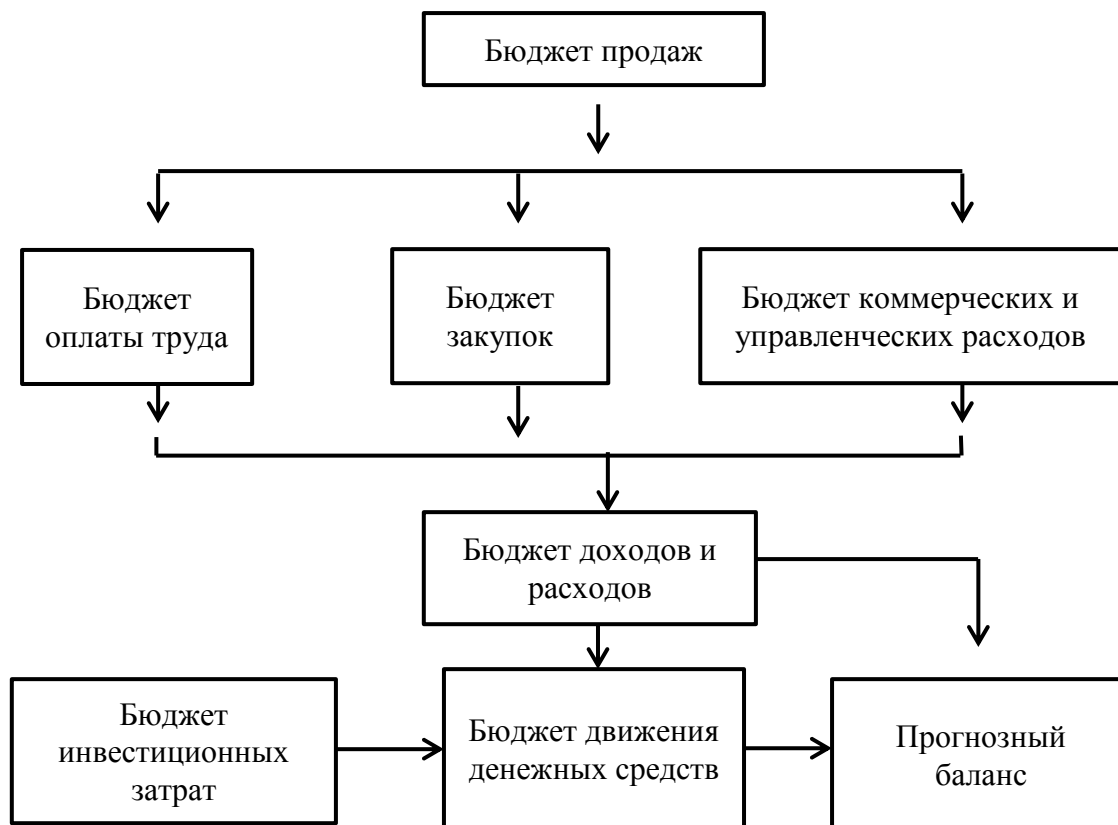 Бюджет продаж
Бюджет
оплаты труда
Бюджет
закупок
Бюджет коммерческих и
управленческих расходов
Бюджет доходов и
расходов
Бюджет
инвестиционных
затрат
Бюджет движения
денежных средств
Прогнозный
баланс